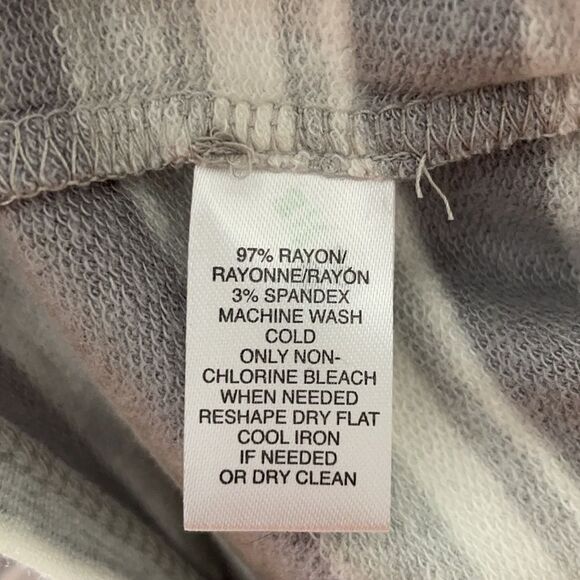 97% RAYON/
RAYONNE/RAYÓN
3% SPANDEX
MACHINE WASH
COLD
ONLY NON-
CHLORINE BLEACH
WHEN NEEDED
RESHAPE DRY FLAT
COOL IRON
IF NEEDED
OR DRY CLEAN